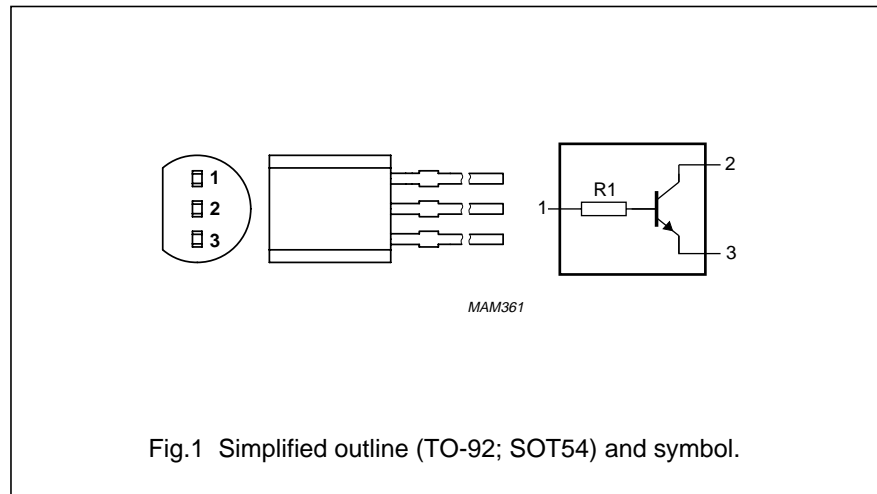 1
2
3
R1
1
2
3
MAM361
Fig.1 Simplified outline (TO-92; SOT54) and symbol.